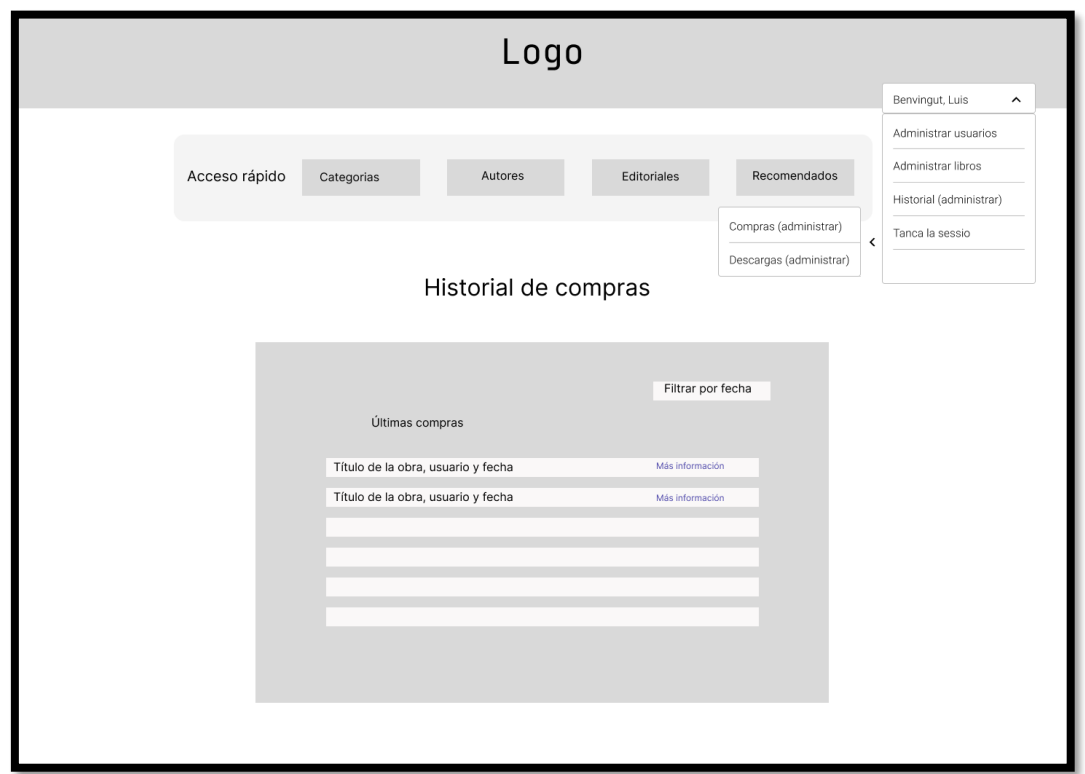 Logo
Benvingut, Luis
Administrar usuarios
Administrar libros
Historial (administrar)
Tanca la sessio
Acceso rápido
Categorias
Autores
Editoriales
Recomendados
Compras (administrar)
Descargas (administrar)
Historial de compras
Filtrar por fecha
Últimas compras
Título de la obra, usuario y fecha Más información
Título de la obra, usuario y fecha Más información